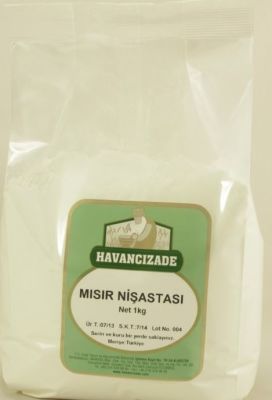 HAVANCIZADE
MISIR NİŞASTASI
Net 1kg
Ür T.:07/13 S.K.T.:7/14 Lot No. 004
Serin ve kuru bir yerde saklayınız.
Menşe:Türkiye